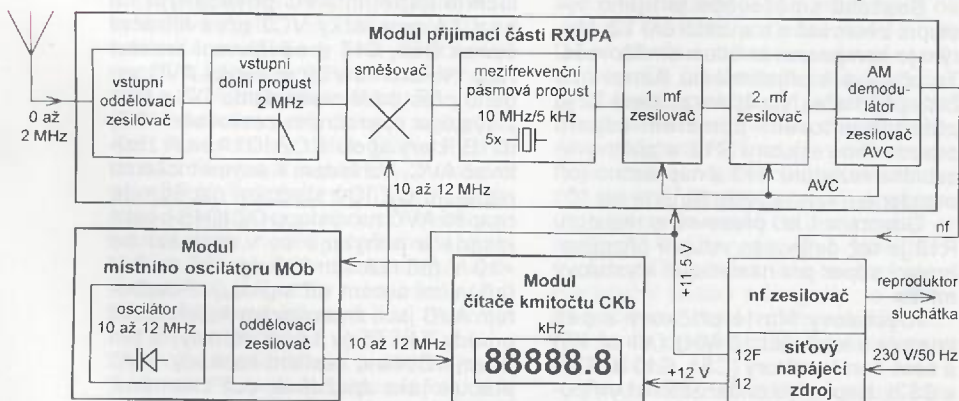 Modul přijímací části RXUPA
vstupní
oddělovací
zesilovač
vstupní
dolní propust
2 MHz
směšovač
mezifrekvenční
pásmová propust
10 MHz/5 kHz
5x
1. mf
zesilovač
2. mf
zesilovač
AM
demodu-
látor
zesilovač
AVC
AVC
0 až
2 MHz
10 až 12 MHz
nf
+11,5 V
Modul
místního oscilátoru MOb
oscilátor
10 až 12 MHz
oddělovací
zesilovač
10 až 12 MHz
Modul
čítače kmitočtu CKb
kHz
88888.8
+12 V
nf zesilovač
12F
12
síťový
napájecí
zdroj
reproduktor
sluchátka
230 V/50 Hz